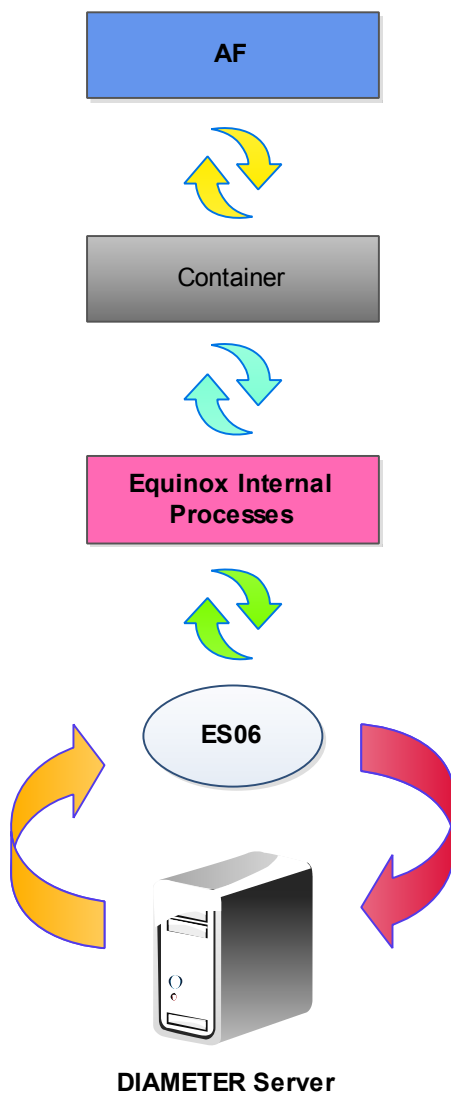 AF
Container
Equinox Internal
Processes
ES06
DIAMETER Server